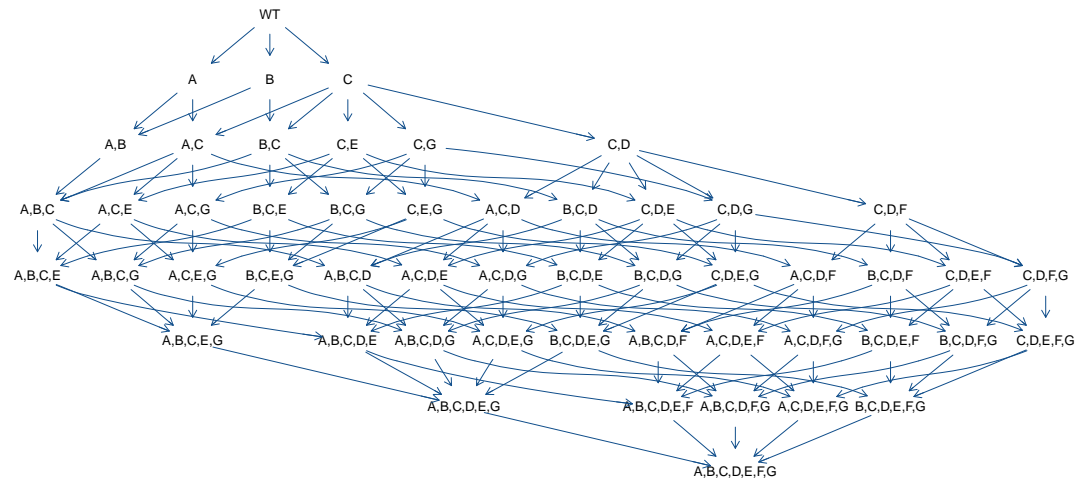 WT
A B C
A,B A,C B,C C,E C,G C,D
A,B,C A,C,E A,C,G B,C,E B,C,G C,E,G A,C,D B,C,D C,D,E C,D,G C,D,F
A,B,C,E A,B,C,G A,C,E,G B,C,E,G A,B,C,D A,C,D,E A,C,D,G B,C,D,E B,C,D,G C,D,E,G A,C,D,F B,C,D,F C,D,E,F C,D,F,G
A,B,C,E,G A,B,C,D,E A,B,C,D,G A,C,D,E,G B,C,D,E,G A,B,C,D,F A,C,D,E,F A,C,D,F,G B,C,D,E,F B,C,D,F,G C,D,E,F,G
A,B,C,D,E,G A,B,C,D,E,F A,B,C,D,F,G A,C,D,E,F,G B,C,D,E,F,G
A,B,C,D,E,F,G